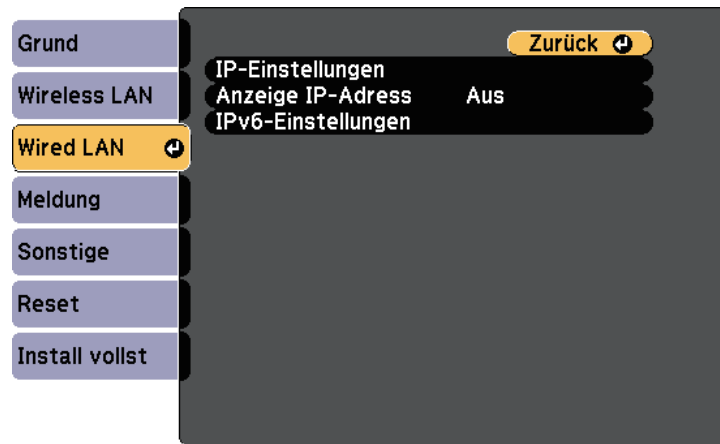 Grund
Wireless LAN
Wired LAN
Meldung
Sonstige
Reset
Install vollst
Zurück
IP-Einstellungen
Anzeige IP-Adress Aus
IPv6-Einstellungen